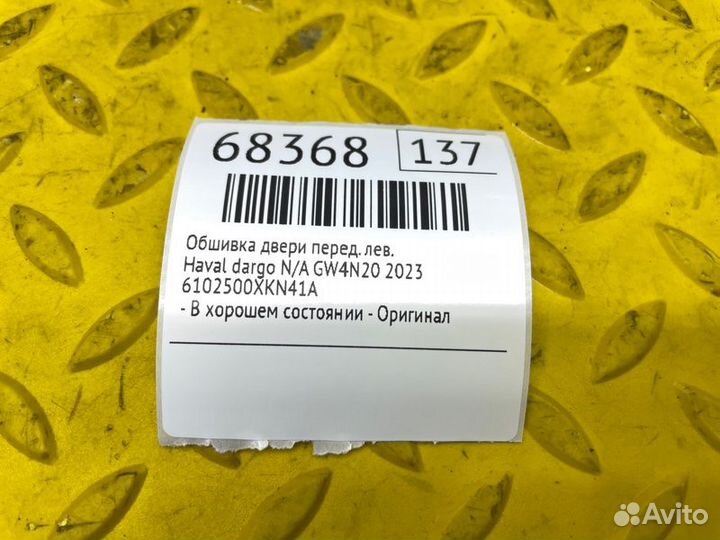 68368 137
Обшивка двери перед. лев.
Haval dargo N/A GW4N20 2023
6102500XKN41A
- В хорошем состоянии - Оригинал
Avito